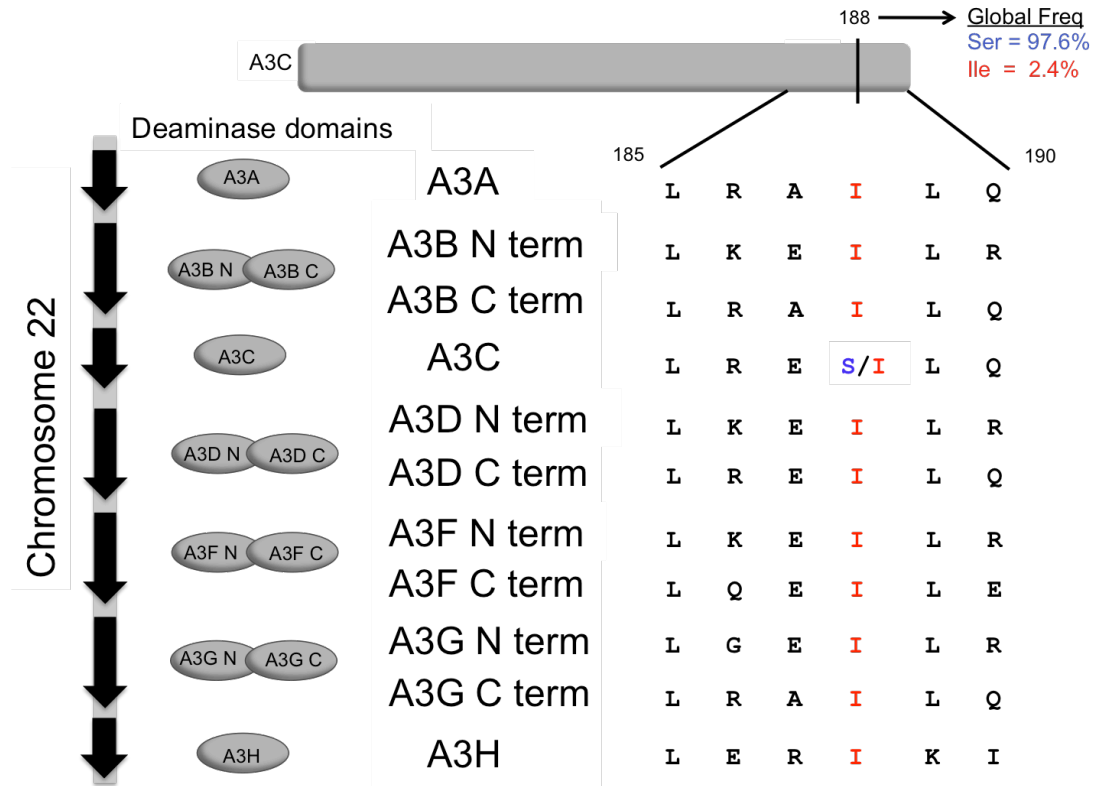 188 Global Freq
Ser = 97.6%
Ile = 2.4%
A3C
Deaminase domains
185 190
Chromosome 22
A3A A3A L R A I L Q
A3B N A3B C
A3B N term L K E I L R
A3B C term L R A I L Q
A3C A3C L R E S/I L Q
A3D N A3D C
A3D N term L K E I L R
A3D C term L R E I L Q
A3F N A3F C
A3F N term L K E I L R
A3F C term L Q E I L E
A3G N A3G C
A3G N term L G E I L R
A3G C term L R A I L Q
A3H A3H L E R I K I